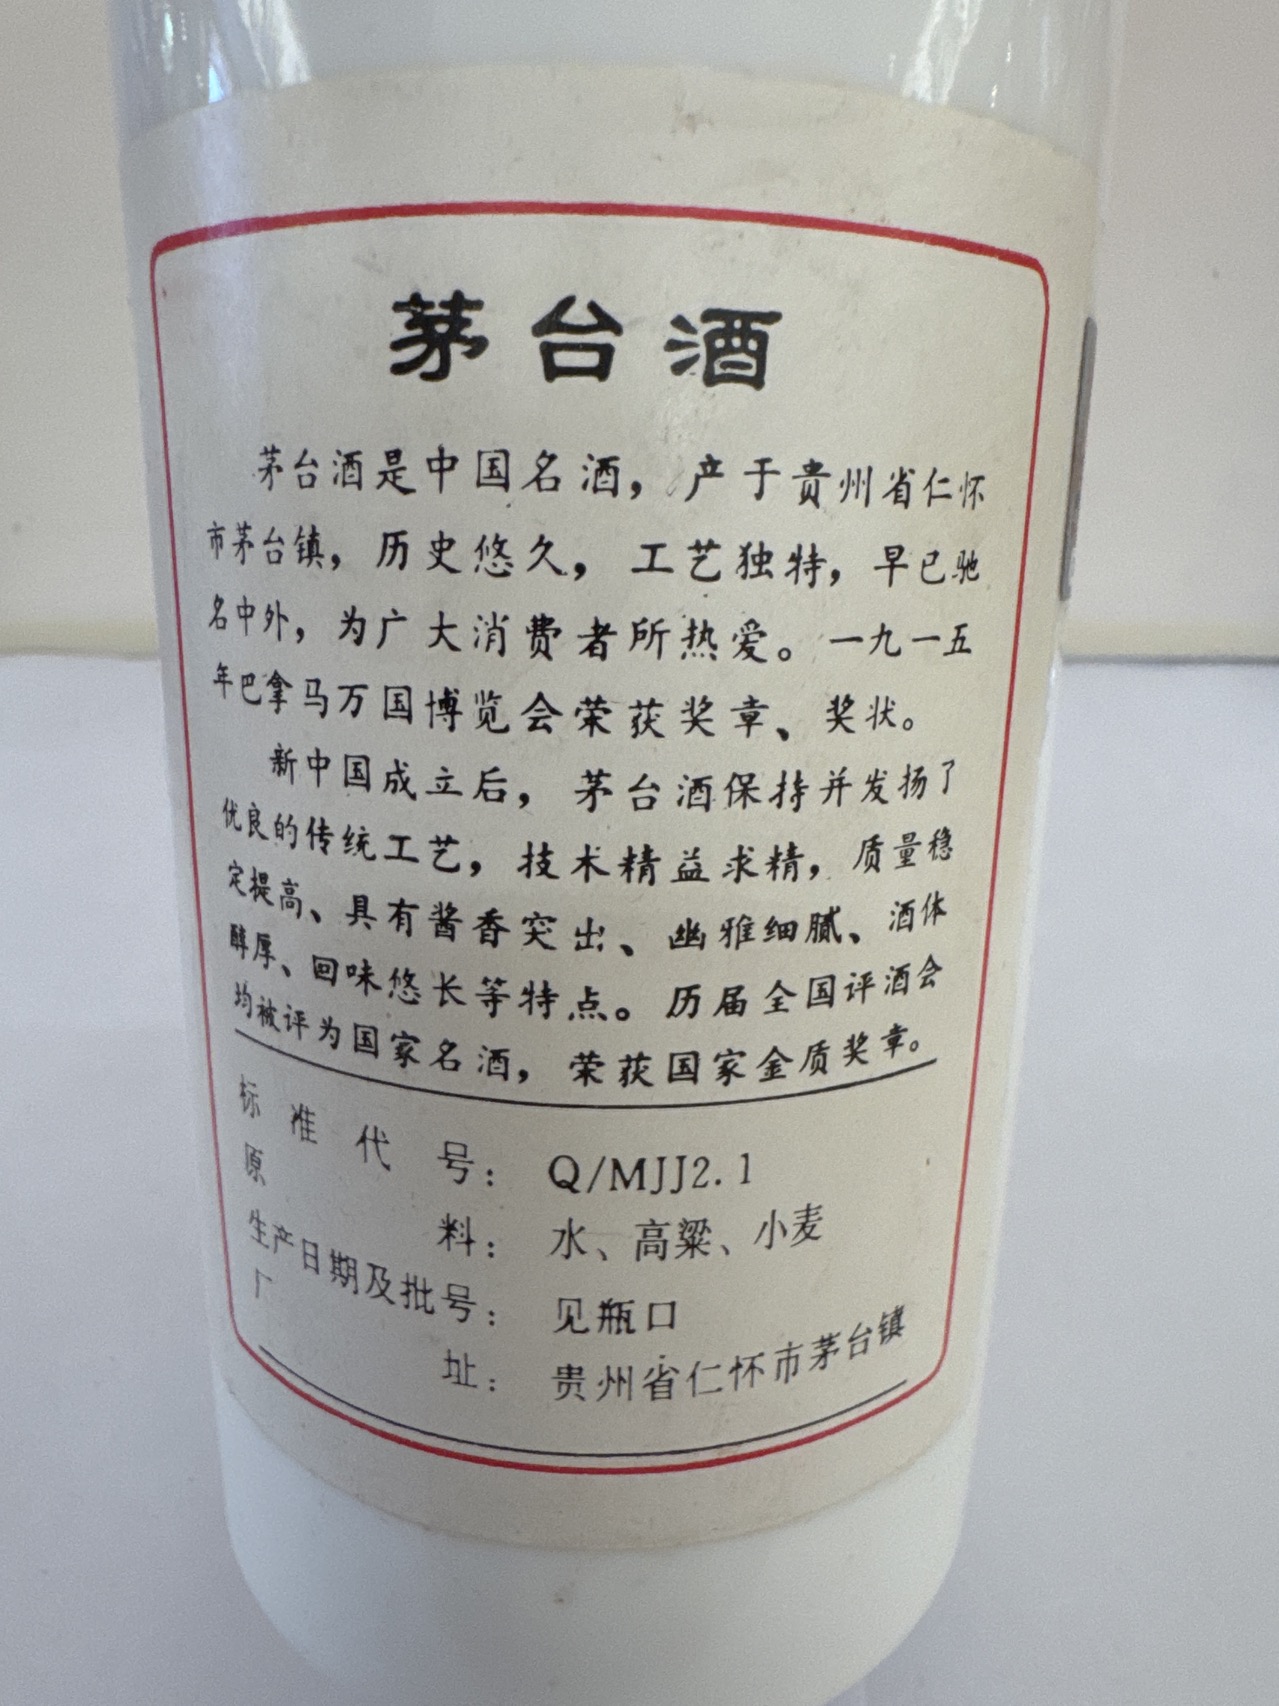 茅台酒
茅台酒是中国名酒，产于贵州省仁怀
市茅台镇，历史悠久，工艺独特，早已驰
名中外，为广大消费者所热爱。一九一五
年巴拿马万国博览会荣获奖章、奖状。
新中国成立后，茅台酒保持并发扬了
优良的传统工艺，技术精益求精，质量稳
定提高、具有酱香突出、幽雅细腻、酒体
醇厚、回味悠长等特点。历届全国评酒会
均被评为国家名酒，荣获国家金质奖章。
标准代号：Q/MJJ2.1
原料：水、高粱、小麦
生产日期及批号：见瓶口
厂址：贵州省仁怀市茅台镇